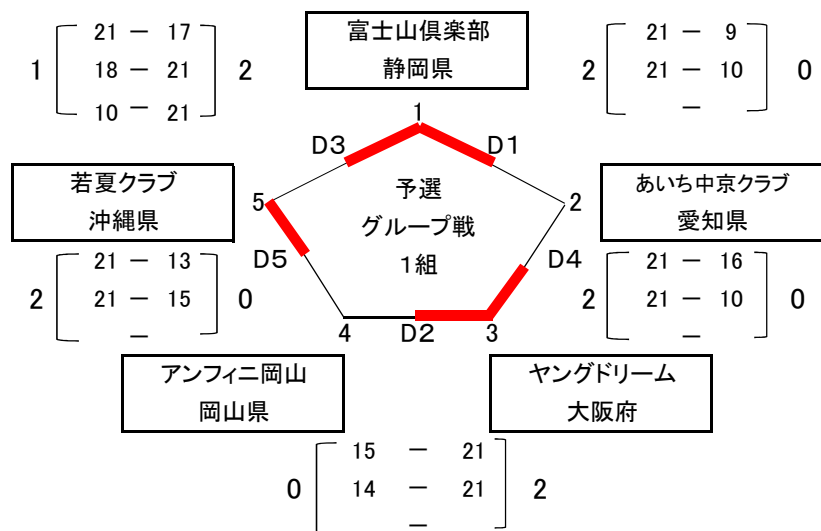 1 21 － 17 2
18 － 21
10 － 21
富士山倶楽部
静岡県
2 21 － 9 0
21 － 10
－
1
D3 D1
若夏クラブ
沖縄県
5
予選
グループ戦
1組
2
あいち中京クラブ
愛知県
D5 D4
2 21 － 13 0
21 － 15
－
2 21 － 16 0
21 － 10
－
4 D2 3
アンフィニ岡山
岡山県
ヤングドリーム
大阪府
0 15 － 21 2
14 － 21
－